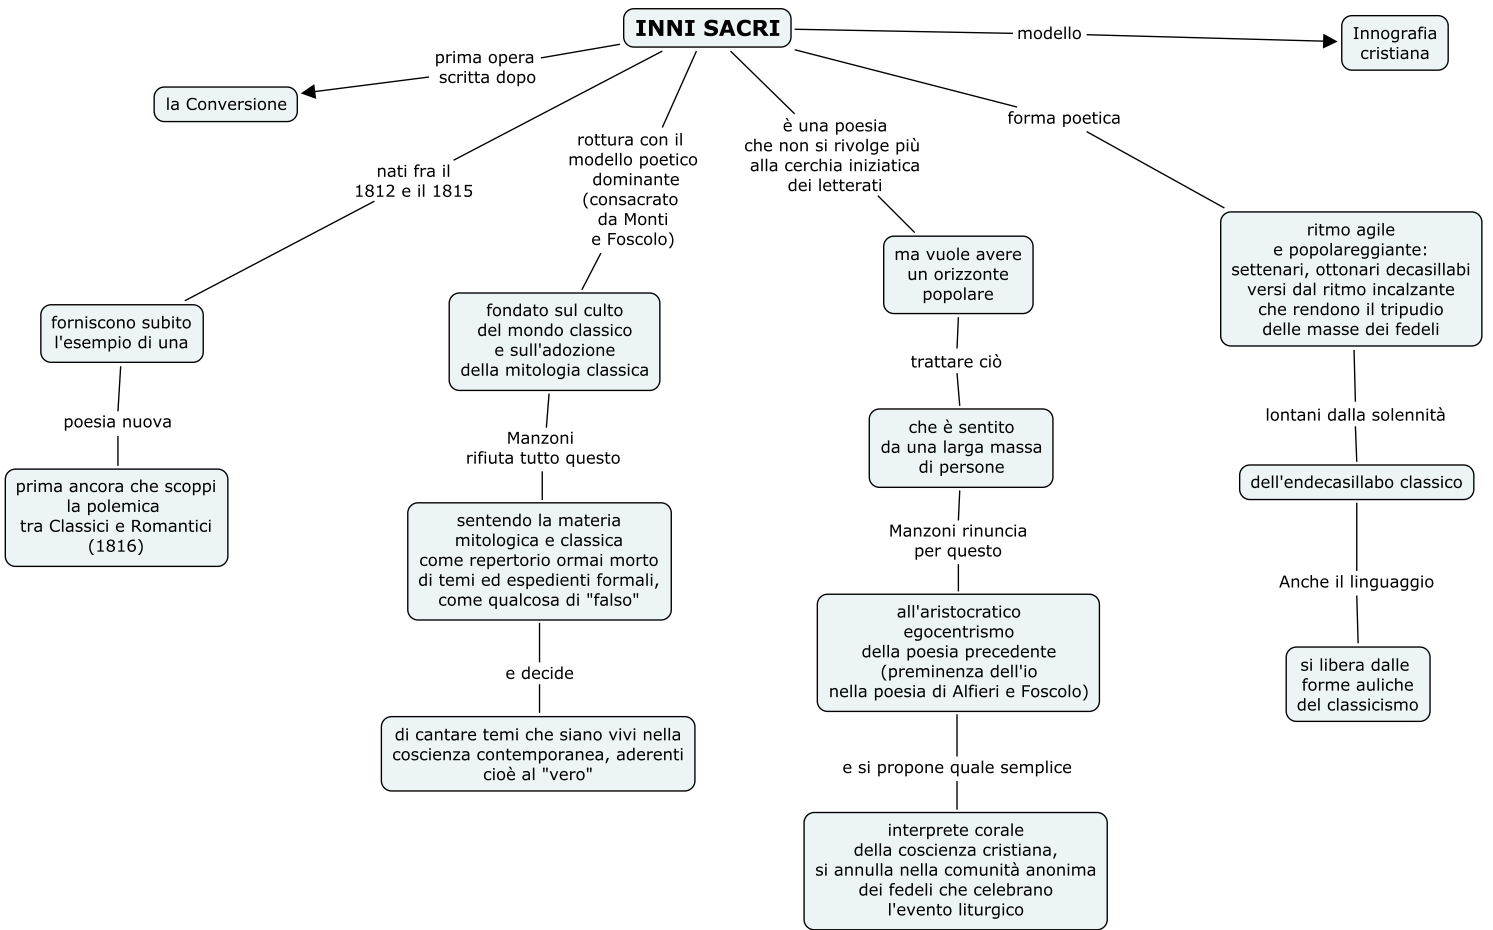 INNI SACRI
modello
Innografia
cristiana
prima opera
scritta dopo
la Conversione
nati fra il
1812 e il 1815
forniscono subito
l'esempio di una
poesia nuova
prima ancora che scoppi
la polemica
tra Classici e Romantici
(1816)
rottura con il
modello poetico
dominante
(consacrato
da Monti
e Foscolo)
fondato sul culto
del mondo classico
e sull'adozione
della mitologia classica
Manzoni
rifiuta tutto questo
sentendo la materia
mitologica e classica
come repertorio ormai morto
di temi ed espedienti formali,
come qualcosa di "falso"
e decide
di cantare temi che siano vivi nella
coscienza contemporanea, aderenti
cioè al "vero"
è una poesia
che non si rivolge più
alla cerchia iniziatica
dei letterati
ma vuole avere
un orizzonte
popolare
trattare ciò
che è sentito
da una larga massa
di persone
Manzoni rinuncia
per questo
all'aristocratico
egocentrismo
della poesia precedente
(preminenza dell'io
nella poesia di Alfieri e Foscolo)
e si propone quale semplice
interprete corale
della coscienza cristiana,
si annulla nella comunità anonima
dei fedeli che celebrano
l'evento liturgico
forma poetica
ritmo agile
e popolareggiante:
settenari, ottonari decasillabi
versi dal ritmo incalzante
che rendono il tripudio
delle masse dei fedeli
lontani dalla solennità
dell'endecasillabo classico
Anche il linguaggio
si libera dalle
forme auliche
del classicismo